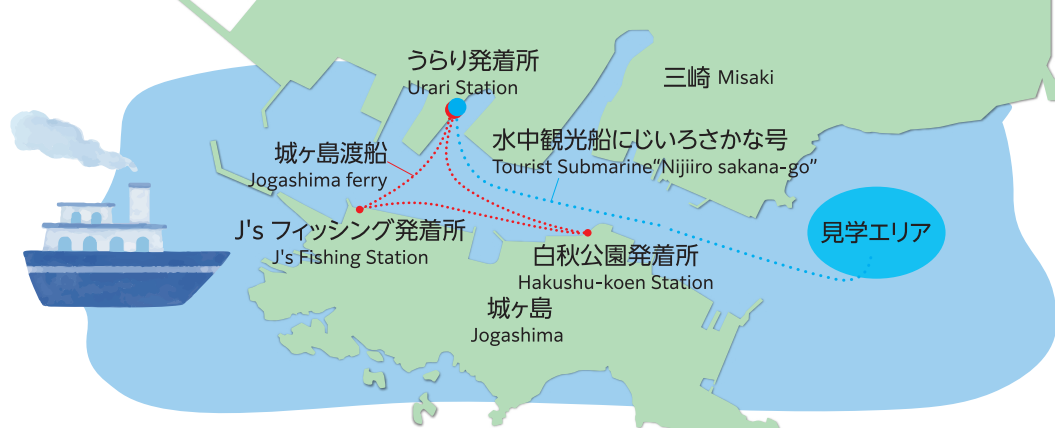 うらり発着所
Urari Station
三崎 Misaki
水中観光船にじいろさかな号
Tourist Submarine“Nijiiro sakana-go”
城ヶ島渡船
Jogashima ferry
J's フィッシング発着所
J's Fishing Station
見学エリア
白秋公園発着所
Hakushu-koen Station
城ヶ島
Jogashima